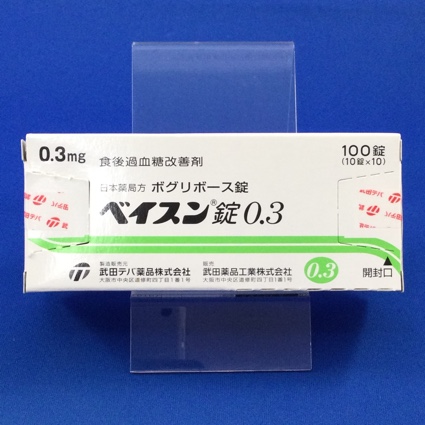 0.3mg
食後過血糖改善剤
100錠
(10錠×10)
日本薬局方 ボグリボース錠
ベイスン®錠0.3
製造販売元
武田テバ薬品株式会社
大阪市中央区道修町四丁目1番1号
販売
武田薬品工業株式会社
大阪市中央区道修町四丁目1番1号
0.3
開封口